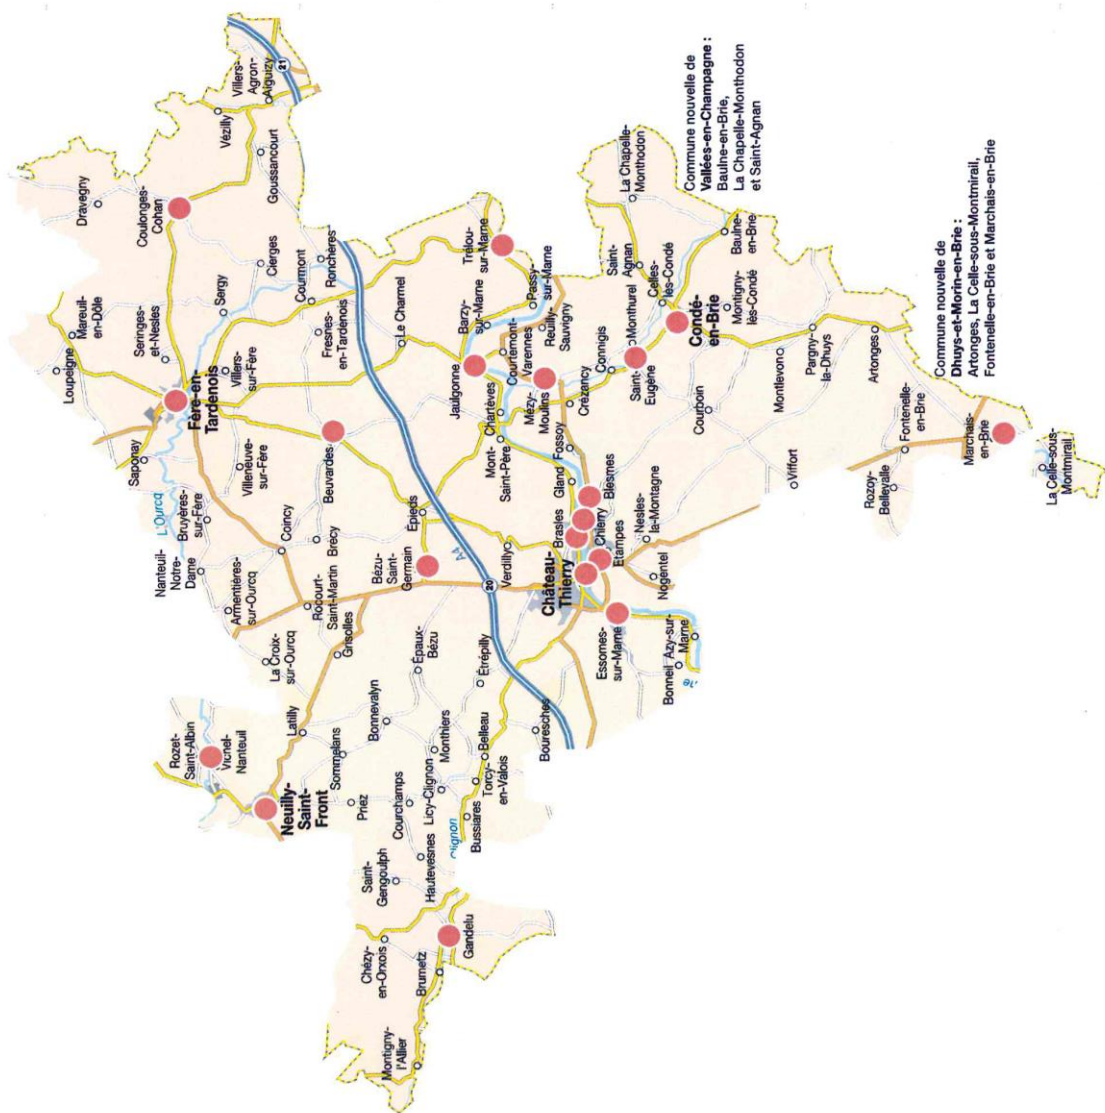 Loupeigne
Mareuil-
en-Dôle
Dravegny
Saponay
Seringes-
et-Nesles
Coulonges-
Cohan
Fère-en-
Tardenois
L'Ourcq
Bruyères-
sur-Fère
Nanteuil-
Notre-
Dame
Rozet-
Saint-Albin
Vichel-
Nanteuil
Vézilly
Villers-
Agron-
Aiguizy
21
Sergy
Villers-
sur-Fère
Villeneuve-
sur-Fère
Cierges
Goussancourt
Armentières-
sur-Ourcq
Coincy
La Croix-
sur-Ourcq
Neuilly-
Saint-
Front
Latilly
Rocourt-
Saint-Martin
Brécy
Beuvardes
Courmont
Ronchères
Fresnes-
en-Tardenois
Grisolles
Sommelans
Priez
Bonnevalyn
Saint-
Gengoulph
Chézy-
en-Orxois
Montigny-
l'Allier
Brumetz
Gandelu
Hautevesnes
Courchamps
Licy-Clignon
Monthiers
Épaux-
Bézu
Bézu-
Saint-
Germain
Epieds
Le Charmel
A4
20
Clignon
Bussiares
Torcy-
en-Valois
Belleau
Étrépilly
Bouresches
Verdilly
Mont-
Saint-Père
Chartèves
Jaulgonne
Barzy-
sur-Marne
Trélou-
sur-Marne
Passy-
sur-Marne
Courtemont-
Varennes
Reuilly-
Sauvigny
Mézy-
Moulins
Fossoy
Gland
Crézancy
Connigis
Brasles
Blesmes
Chierry
Château-
Thierry
Etampes
Essomes-
sur-Marne
Nogentel
Nesles-
la-Montagne
Bonneil
Azy-sur-
Marne
Saint-
Eugène
Monthurel
Celles-
lès-Condé
Saint-
Agnan
La Chapelle-
Monthodon
Condé-
en-Brie
Baulne-
en-Brie
Montigny-
lès-Condé
Courboin
Montlevon
Pargny-
la-Dhuys
Viffort
Artonges
Rozoy-
Bellevalle
Fontenelle-
en-Brie
Marchais-
en-Brie
La Celle-sous-
Montmirail
Commune nouvelle de
Vallées-en-Champagne :
Baulne-en-Brie,
La Chapelle-Monthodon
et Saint-Agnan
Commune nouvelle de
Dhuys-et-Morin-en-Brie :
Artonges, La Celle-sous-Montmirail,
Fontenelle-en-Brie et Marchais-en-Brie